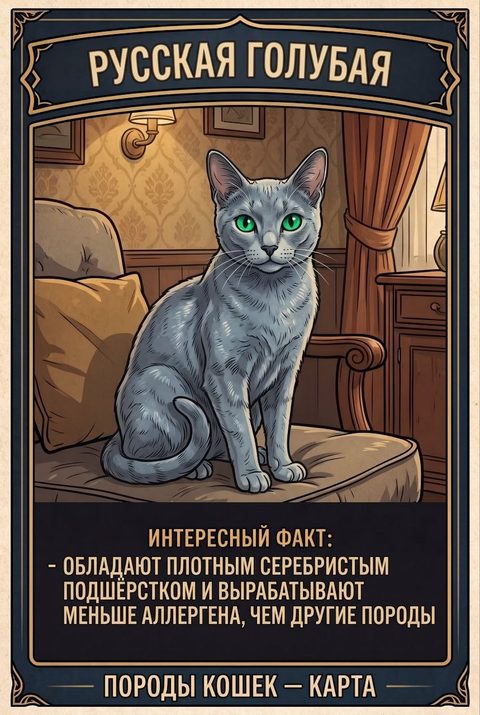 РУССКАЯ ГОЛУБАЯ
ИНТЕРЕСНЫЙ ФАКТ:
- ОБЛАДАЮТ ПЛОТНЫМ СЕРЕБРИСТЫМ
ПОДШЁРСТКОМ И ВЫРАБАТЫВАЮТ
МЕНЬШЕ АЛЛЕРГЕНА, ЧЕМ ДРУГИЕ ПОРОДЫ
ПОРОДЫ КОШЕК — КАРТА